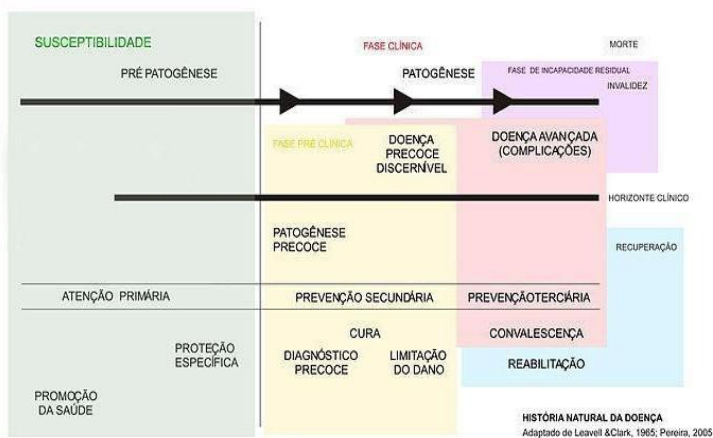 SUSCEPTIBILIDADE
FASE CLÍNICA
MORTE
PRÉ PATOGÊNESE
PATOGÊNESE
FASE DE INCAPACIDADE RESIDUAL
INVALIDEZ
FASE PRÉ CLÍNICA
DOENÇA
PRECOCE
DISCERNÍVEL
DOENÇA AVANÇADA
(COMPLICAÇÕES)
HORIZONTE CLÍNICO
PATOGÊNESE
PRECOCE
RECUPERAÇÃO
ATENÇÃO PRIMÁRIA
PREVENÇÃO SECUNDÁRIA
PREVENÇÃOTERCIÁRIA
CURA
CONVALESCENÇA
PROTEÇÃO
ESPECÍFICA
DIAGNÓSTICO
PRECOCE
LIMITAÇÃO
DO DANO
REABILITAÇÃO
PROMOÇÃO
DA SAÚDE
HISTÓRIA NATURAL DA DOENÇA
Adaptado de Leavell &Clark, 1965; Pereira, 2005